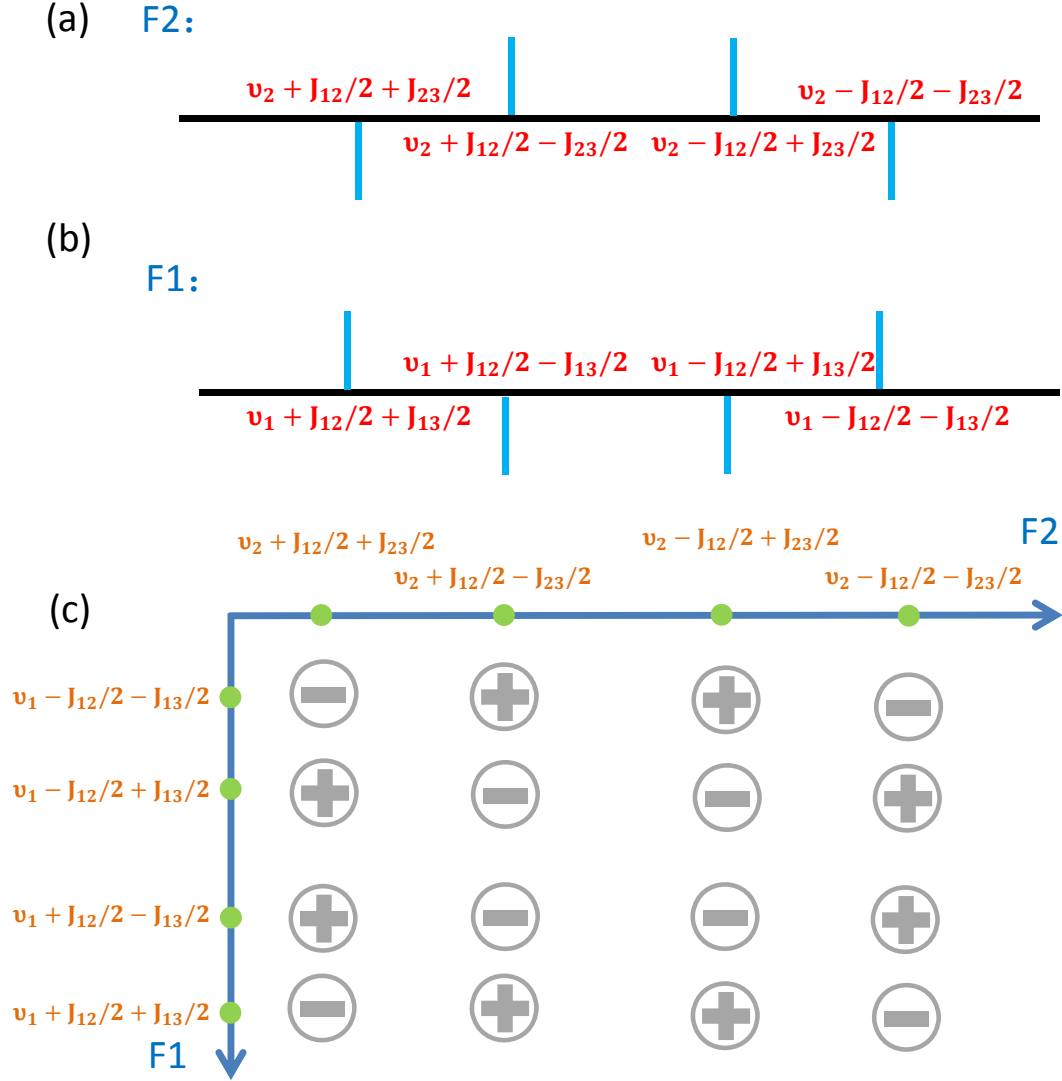 (a) F2：
υ₂ + J₁₂/2 + J₂₃/2 υ₂ − J₁₂/2 − J₂₃/2
υ₂ + J₁₂/2 − J₂₃/2 υ₂ − J₁₂/2 + J₂₃/2
(b)
F1：
υ₁ + J₁₂/2 − J₁₃/2 υ₁ − J₁₂/2 + J₁₃/2
υ₁ + J₁₂/2 + J₁₃/2 υ₁ − J₁₂/2 − J₁₃/2
F2
υ₂ + J₁₂/2 + J₂₃/2 υ₂ − J₁₂/2 + J₂₃/2
υ₂ + J₁₂/2 − J₂₃/2 υ₂ − J₁₂/2 − J₂₃/2
(c)
υ₁ − J₁₂/2 − J₁₃/2
υ₁ − J₁₂/2 + J₁₃/2
υ₁ + J₁₂/2 − J₁₃/2
υ₁ + J₁₂/2 + J₁₃/2
F1